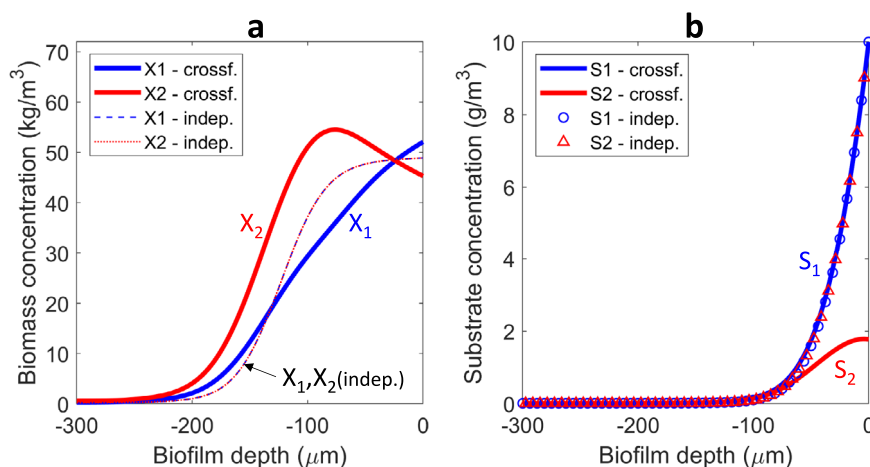 a
Biomass concentration (kg/m³)
70
60
50
40
30
20
10
0
X1 - crossf.
X2 - crossf.
X1 - indep.
X2 - indep.
X₂
X₁
X₁,X₂(indep.)
-300
-200
-100
0
Biofilm depth (μm)
b
Substrate concentration (g/m³)
10
8
6
4
2
0
S1 - crossf.
S2 - crossf.
S1 - indep.
S2 - indep.
S₁
S₂
-300
-200
-100
0
Biofilm depth (μm)